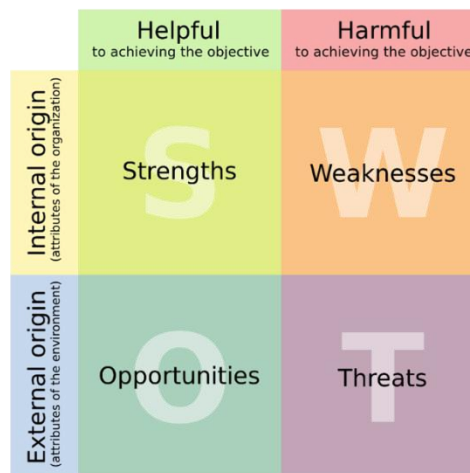 Helpful
to achieving the objective
Harmful
to achieving the objective
Internal origin
(attributes of the organization)
S
Strengths
W
Weaknesses
External origin
(attributes of the environment)
O
Opportunities
T
Threats